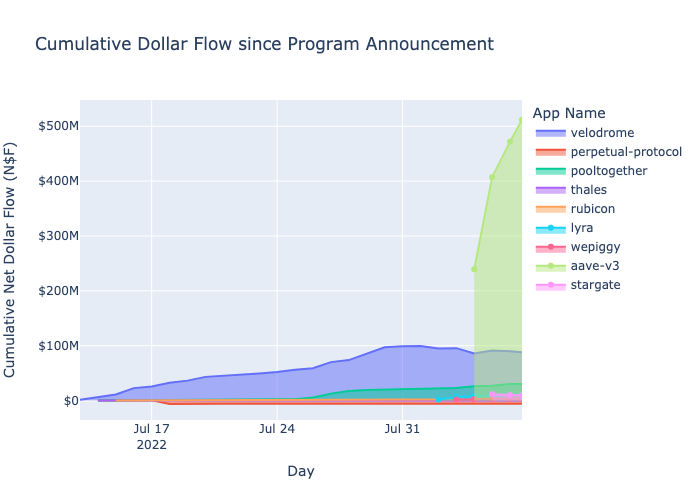 Cumulative Dollar Flow since Program Announcement
Cumulative Net Dollar Flow (N$F)
$500M
$400M
$300M
$200M
$100M
$0
Jul 17
2022
Jul 24
Jul 31
Day
App Name
velodrome
perpetual-protocol
pooltogether
thales
rubicon
lyra
wepiggy
aave-v3
stargate